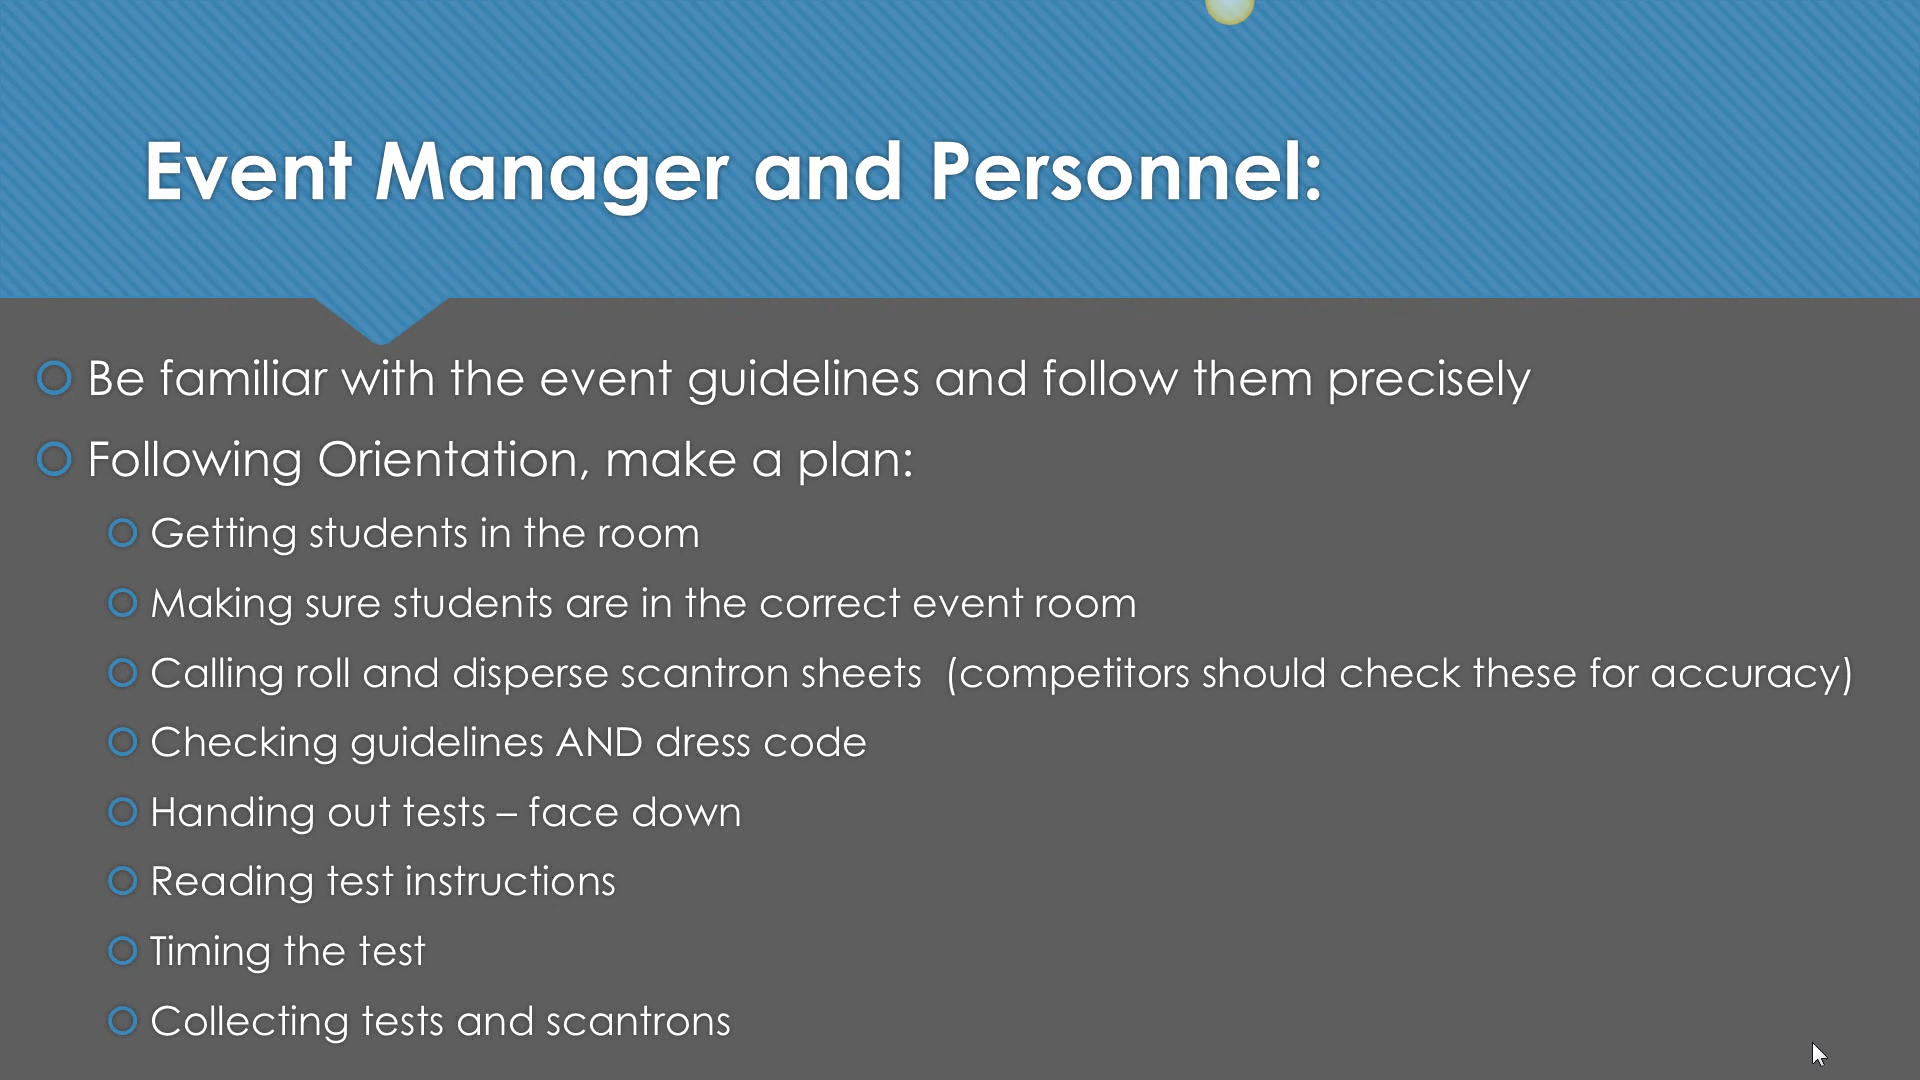 Event Manager and Personnel:
Be familiar with the event guidelines and follow them precisely
Following Orientation, make a plan:
Getting students in the room
Making sure students are in the correct event room
Calling roll and disperse scantron sheets  (competitors should check these for accuracy)
Checking guidelines AND dress code
Handing out tests – face down
Reading test instructions
Timing the test
Collecting tests and scantrons